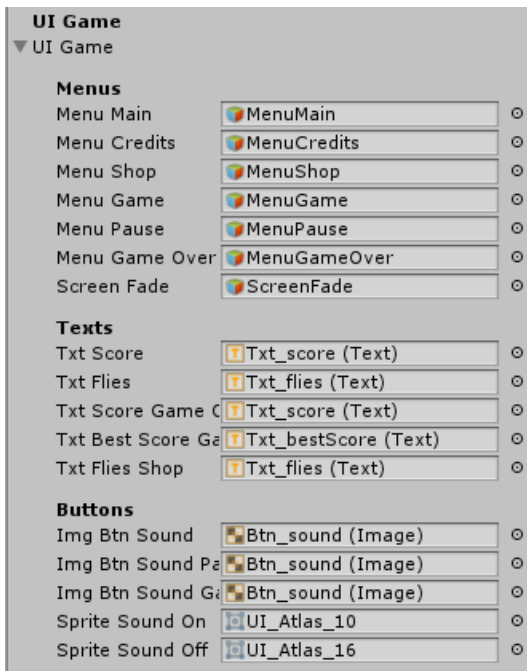 UI Game
UI Game
Menus
Menu Main MenuMain
Menu Credits MenuCredits
Menu Shop MenuShop
Menu Game MenuGame
Menu Pause MenuPause
Menu Game Over MenuGameOver
Screen Fade ScreenFade
Texts
Txt Score Txt_score (Text)
Txt Flies Txt_flies (Text)
Txt Score Game Txt_score (Text)
Txt Best Score Ga Txt_bestScore (Text)
Txt Flies Shop Txt_flies (Text)
Buttons
Img Btn Sound Btn_sound (Image)
Img Btn Sound Pa Btn_sound (Image)
Img Btn Sound Ga Btn_sound (Image)
Sprite Sound On UI_Atlas_10
Sprite Sound Off UI_Atlas_16